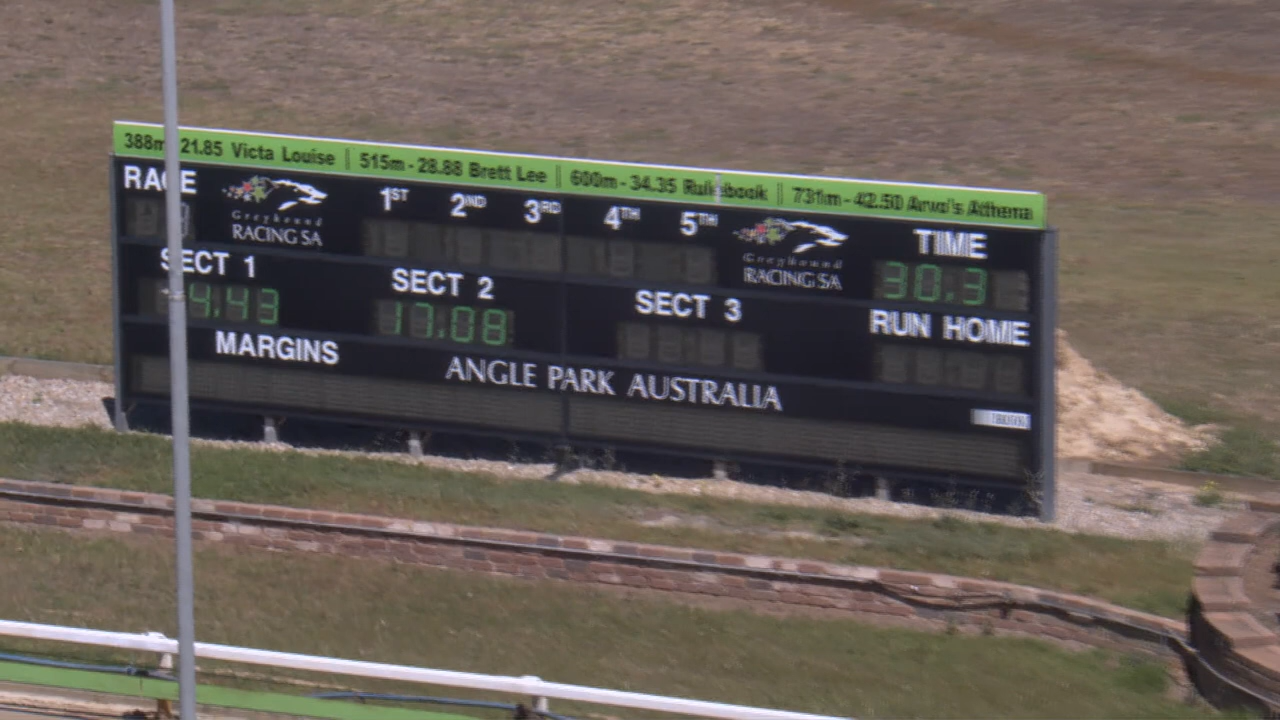 388m 21.85 Victa Louise | 515m - 28.88 Brett Lee | 600m - 34.35 Rulebook | 731m - 42.50 Arvo's Athena
RACE
Greyhound
RACING SA
1ST 2ND 3RD 4TH 5TH
Greyhound
RACING SA
TIME
30.3
SECT 1
4.43
SECT 2
17.08
SECT 3
RUN HOME
MARGINS
ANGLE PARK AUSTRALIA